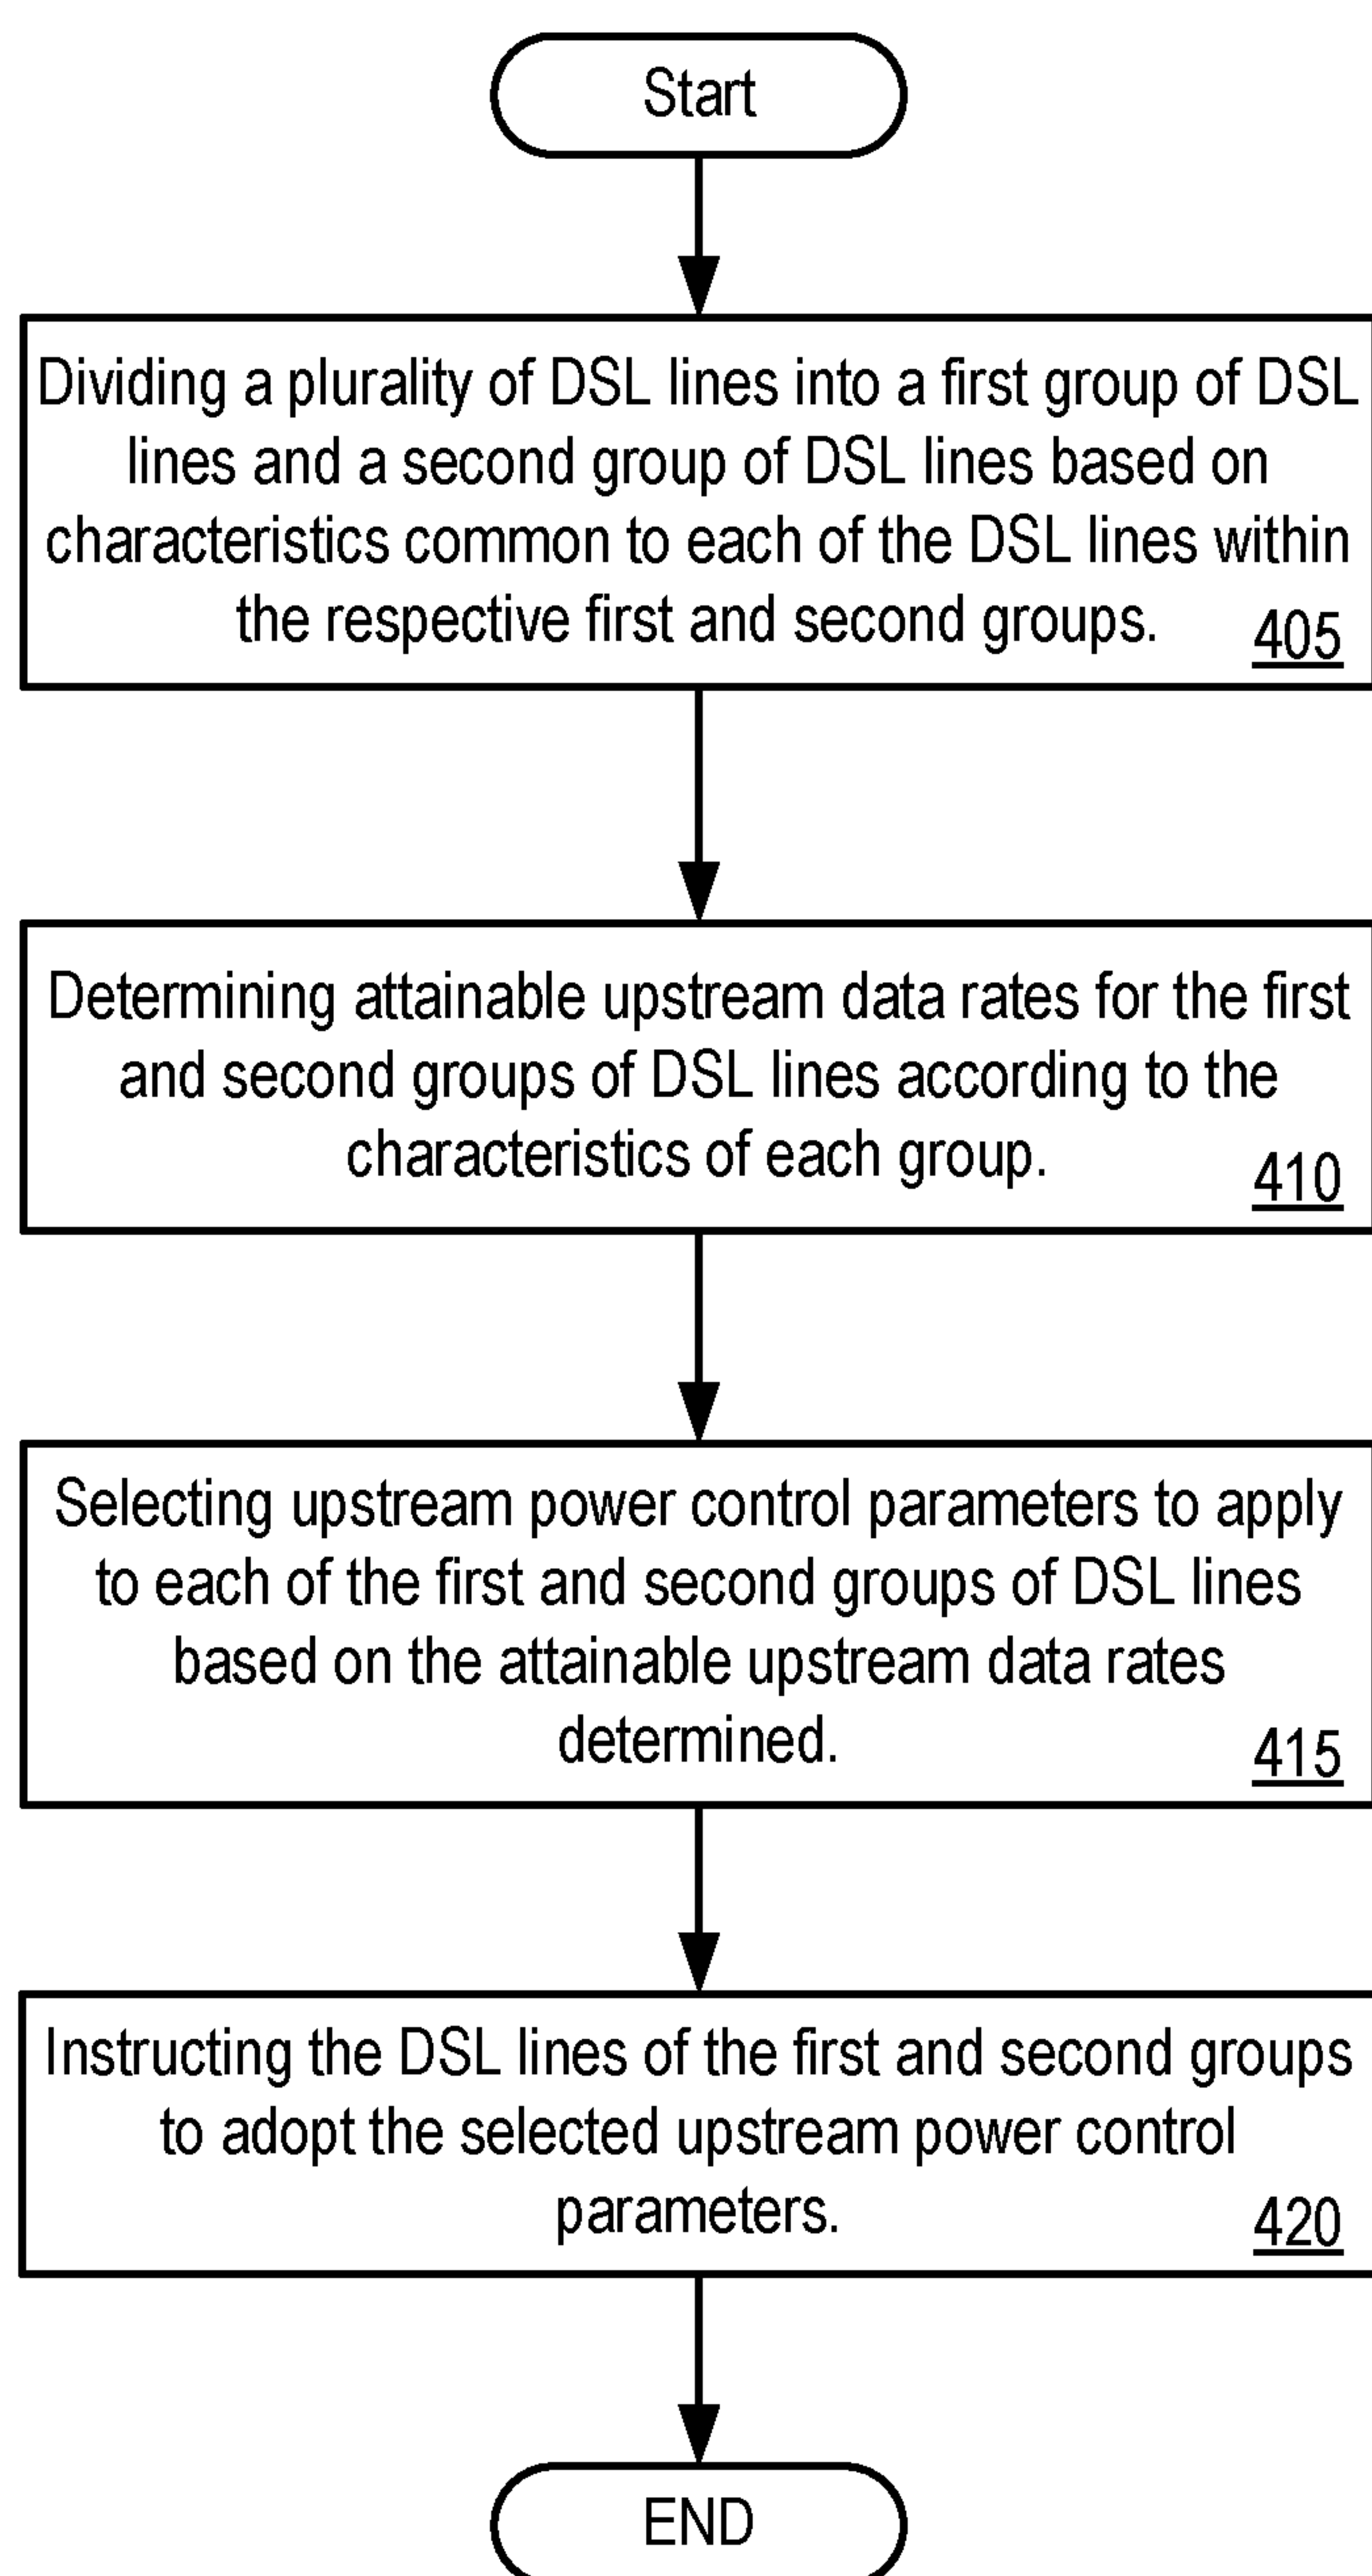 Start
Dividing a plurality of DSL lines into a first group of DSL
lines and a second group of DSL lines based on
characteristics common to each of the DSL lines within
the respective first and second groups.
405
Determining attainable upstream data rates for the first
and second groups of DSL lines according to the
characteristics of each group.
410
Selecting upstream power control parameters to apply
to each of the first and second groups of DSL lines
based on the attainable upstream data rates
determined.
415
Instructing the DSL lines of the first and second groups
to adopt the selected upstream power control
parameters.
420
END